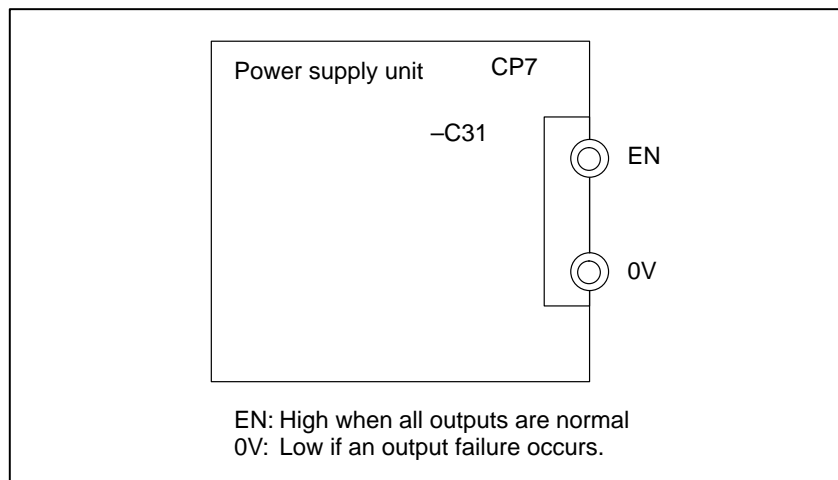 Power supply unit CP7
–C31
EN
0V
EN: High when all outputs are normal
0V: Low if an output failure occurs.